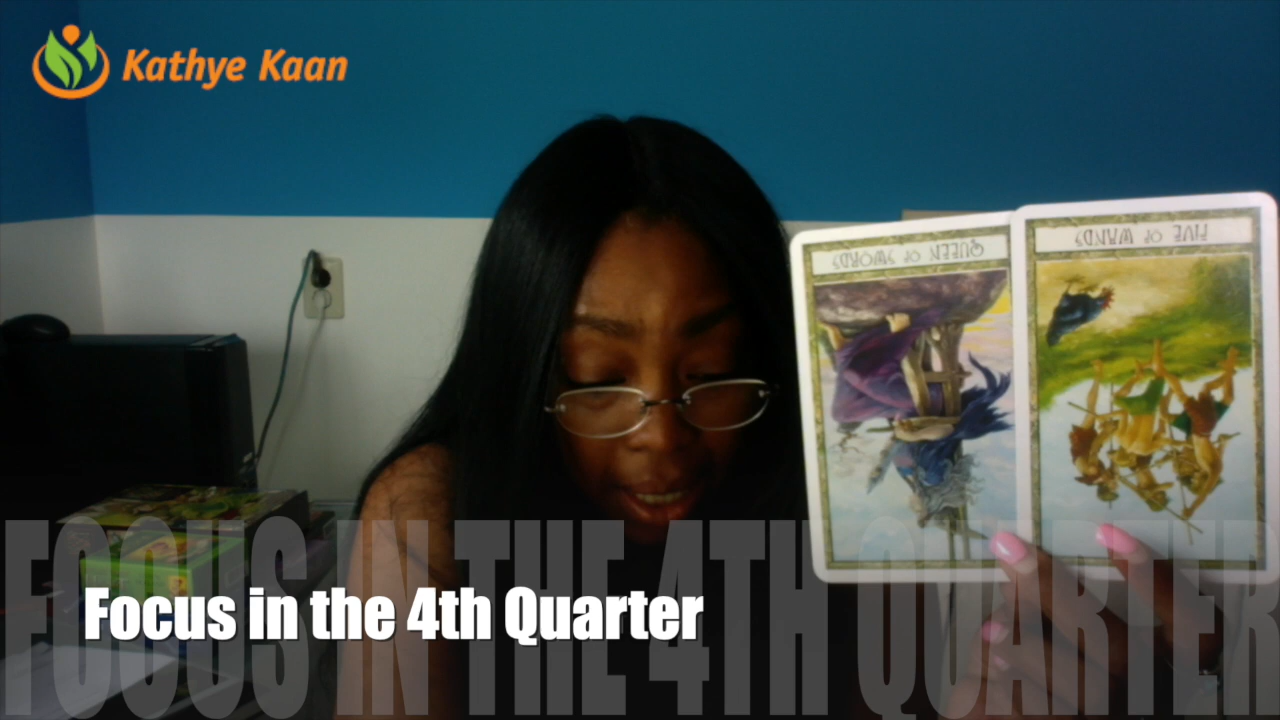 Kathye Kaan
QUEEN OF SWORDS
FIVE OF WANDS
FOCUS IN THE 4TH QUARTER
Focus in the 4th Quarter